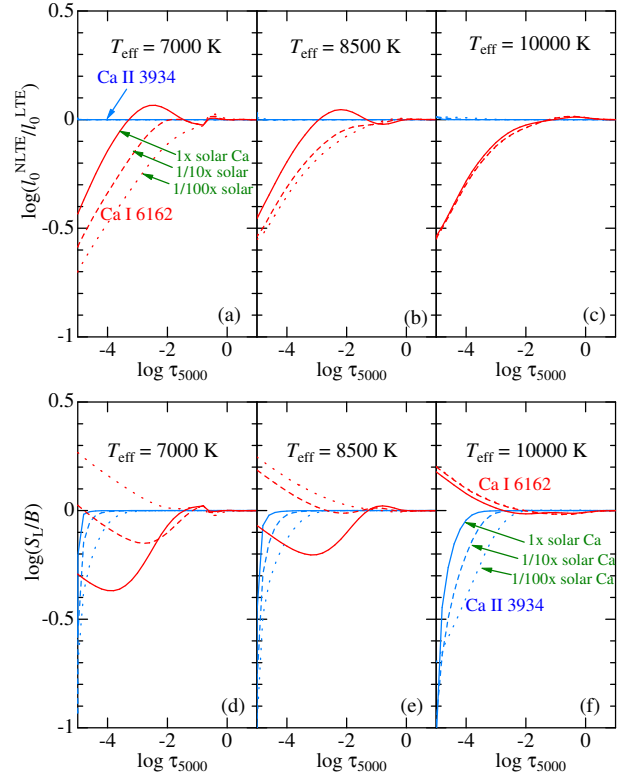 0.5
T_eff = 7000 K
T_eff = 8500 K
T_eff = 10000 K
Ca II 3934
log(l_0^NLTE/l_0^LTE)
0
1x solar Ca
1/10x solar
1/100x solar
Ca I 6162
-0.5
(a)
(b)
(c)
-1
-4 -2 0
-4 -2 0
-4 -2 0
log τ_5000
log τ_5000
log τ_5000
0.5
T_eff = 7000 K
T_eff = 8500 K
T_eff = 10000 K
Ca I 6162
log(S_L/B)
0
1x solar Ca
1/10x solar Ca
1/100x solar Ca
Ca II 3934
-0.5
(d)
(e)
(f)
-1
-4 -2 0
-4 -2 0
-4 -2 0
log τ_5000
log τ_5000
log τ_5000